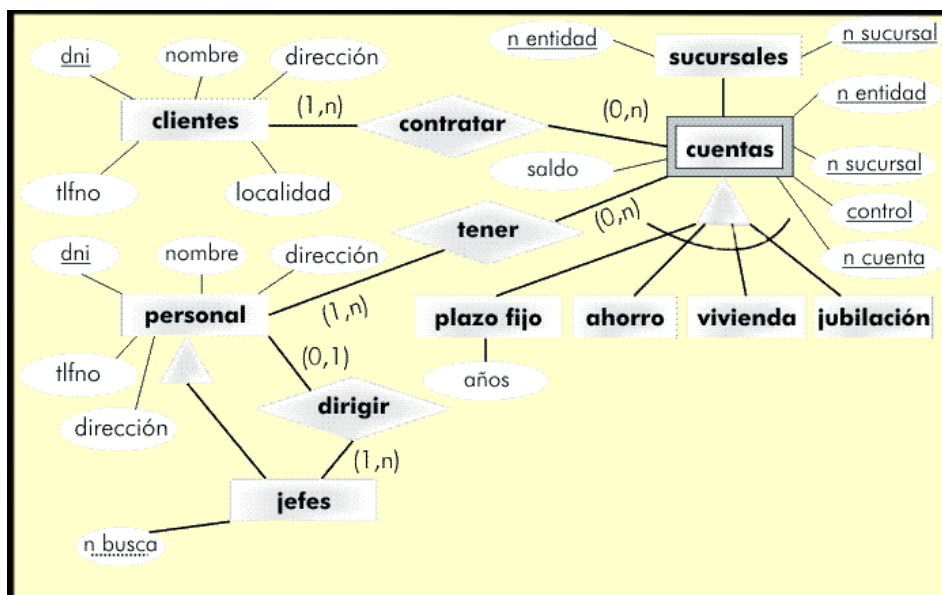 dni
nombre
dirección
n entidad
n sucursal
sucursales
clientes
(1,n)
contratar
(0,n)
n entidad
cuentas
n sucursal
saldo
tlfno
localidad
control
(0,n)
tener
n cuenta
dni
nombre
dirección
personal
(1,n)
plazo fijo
ahorro
vivienda
jubilación
(0,1)
tlfno
años
dirigir
dirección
(1,n)
jefes
n busca